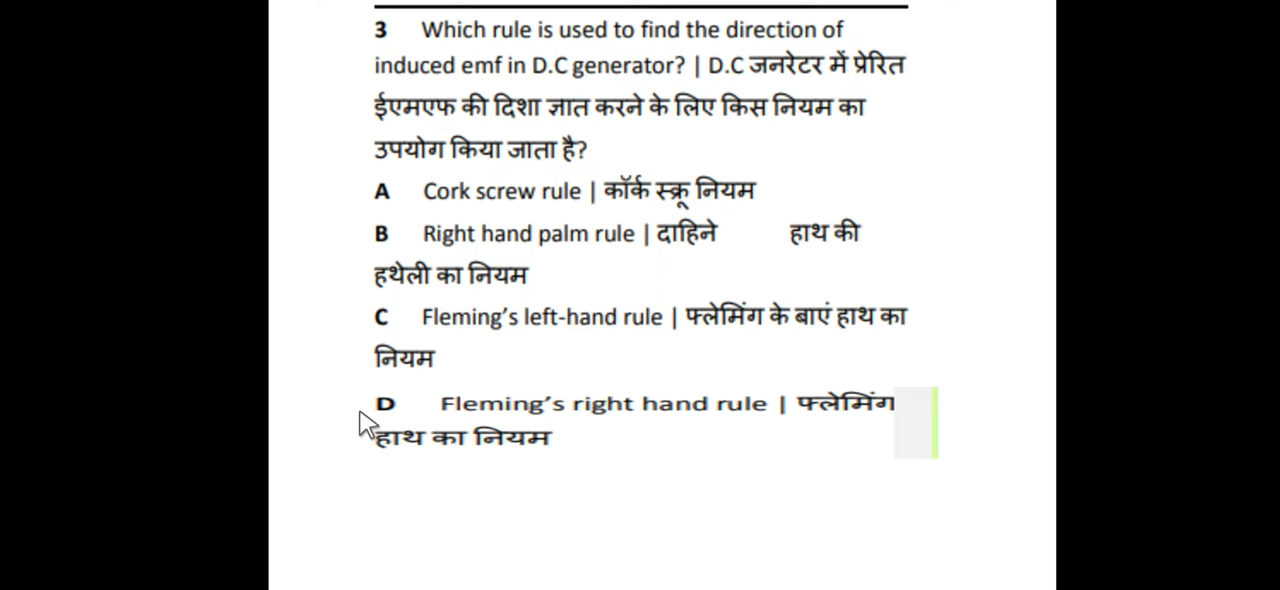 3 Which rule is used to find the direction of
induced emf in D.C generator? | D.C जनरेटर में प्रेरित
ईएमएफ की दिशा ज्ञात करने के लिए किस नियम का
उपयोग किया जाता है?
A Cork screw rule | कॉर्क स्क्रू नियम
B Right hand palm rule | दाहिने हाथ की
हथेली का नियम
C Fleming’s left-hand rule | फ्लेमिंग के बाएं हाथ का
नियम
D Fleming’s right hand rule | फ्लेमिंग
हाथ का नियम